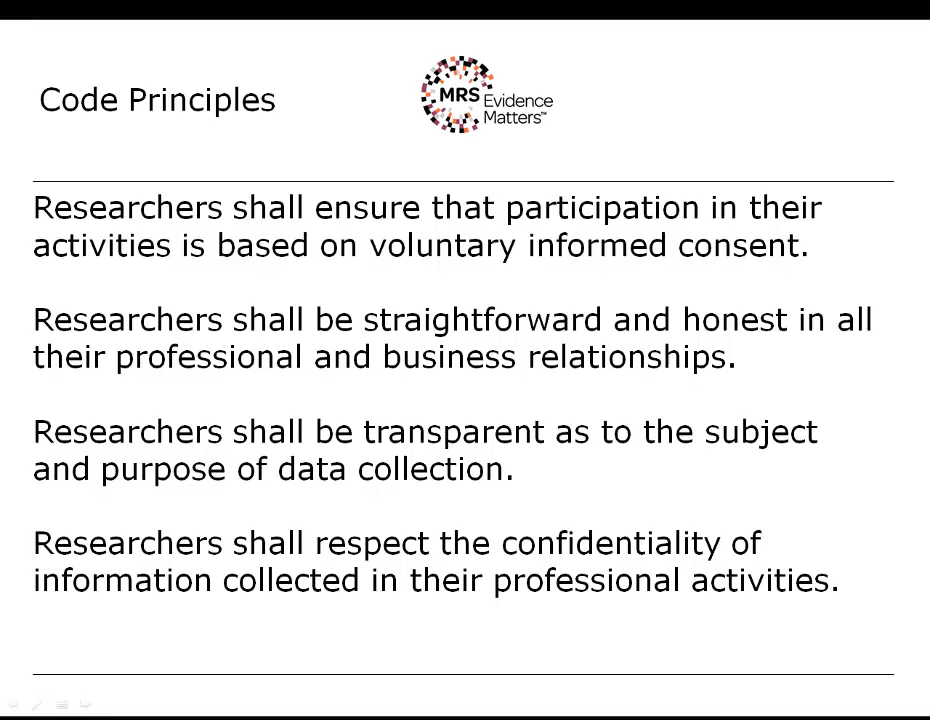 Code Principles
MRS Evidence
Matters™
Researchers shall ensure that participation in their
activities is based on voluntary informed consent.
Researchers shall be straightforward and honest in all
their professional and business relationships.
Researchers shall be transparent as to the subject
and purpose of data collection.
Researchers shall respect the confidentiality of
information collected in their professional activities.